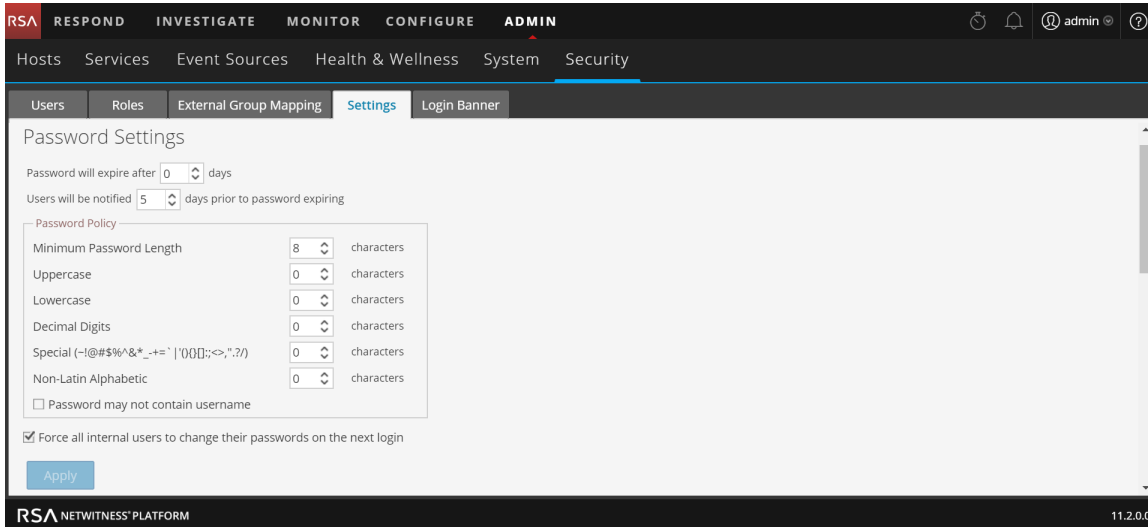 RSA RESPOND INVESTIGATE MONITOR CONFIGURE ADMIN admin ?
Hosts Services Event Sources Health & Wellness System Security
Users Roles External Group Mapping Settings Login Banner
Password Settings
Password will expire after 0 days
Users will be notified 5 days prior to password expiring
Password Policy
Minimum Password Length 8 characters
Uppercase 0 characters
Lowercase 0 characters
Decimal Digits 0 characters
Special (~!@#$%^&*_-+=`|'(){}[]:;<>,".?/) 0 characters
Non-Latin Alphabetic 0 characters
Password may not contain username
Force all internal users to change their passwords on the next login
Apply
RSA NETWITNESS® PLATFORM 11.2.0.0